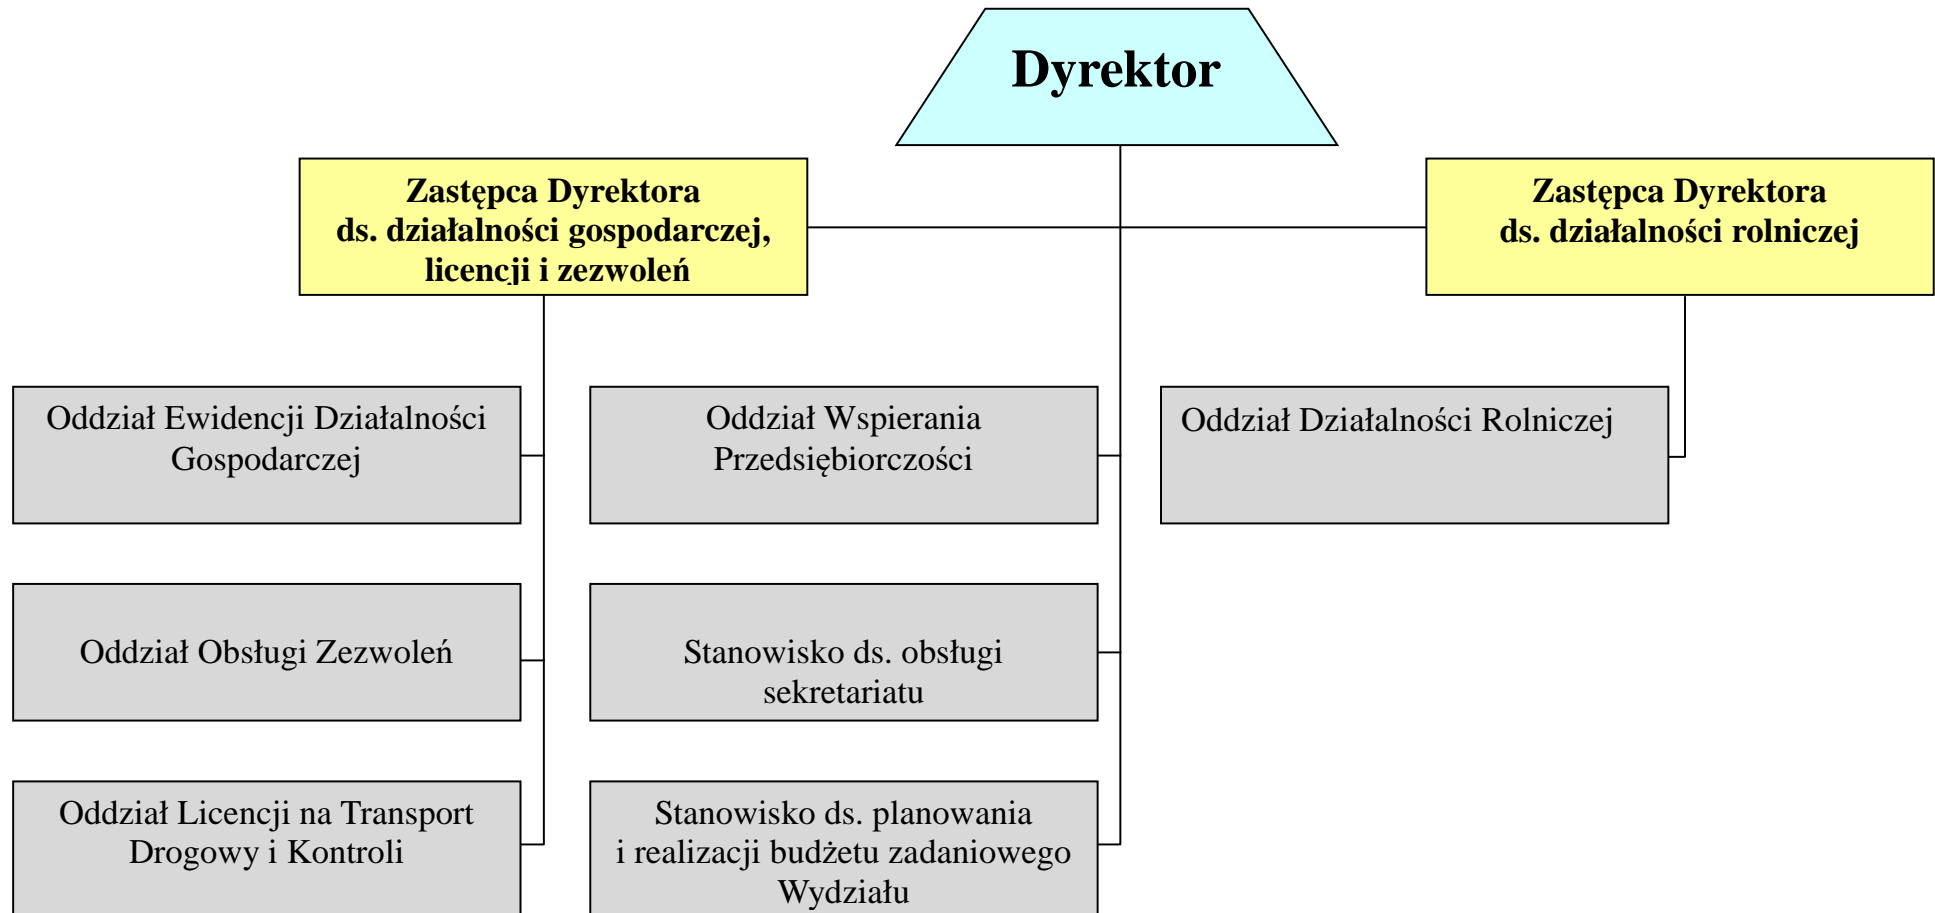 Dyrektor
Zastępca Dyrektora
ds. działalności gospodarczej,
licencji i zezwoleń
Zastępca Dyrektora
ds. działalności rolniczej
Oddział Ewidencji Działalności
Gospodarczej
Oddział Wspierania
Przedsiębiorczości
Oddział Działalności Rolniczej
Oddział Obsługi Zezwoleń
Stanowisko ds. obsługi
sekretariatu
Oddział Licencji na Transport
Drogowy i Kontroli
Stanowisko ds. planowania
i realizacji budżetu zadaniowego
Wydziału